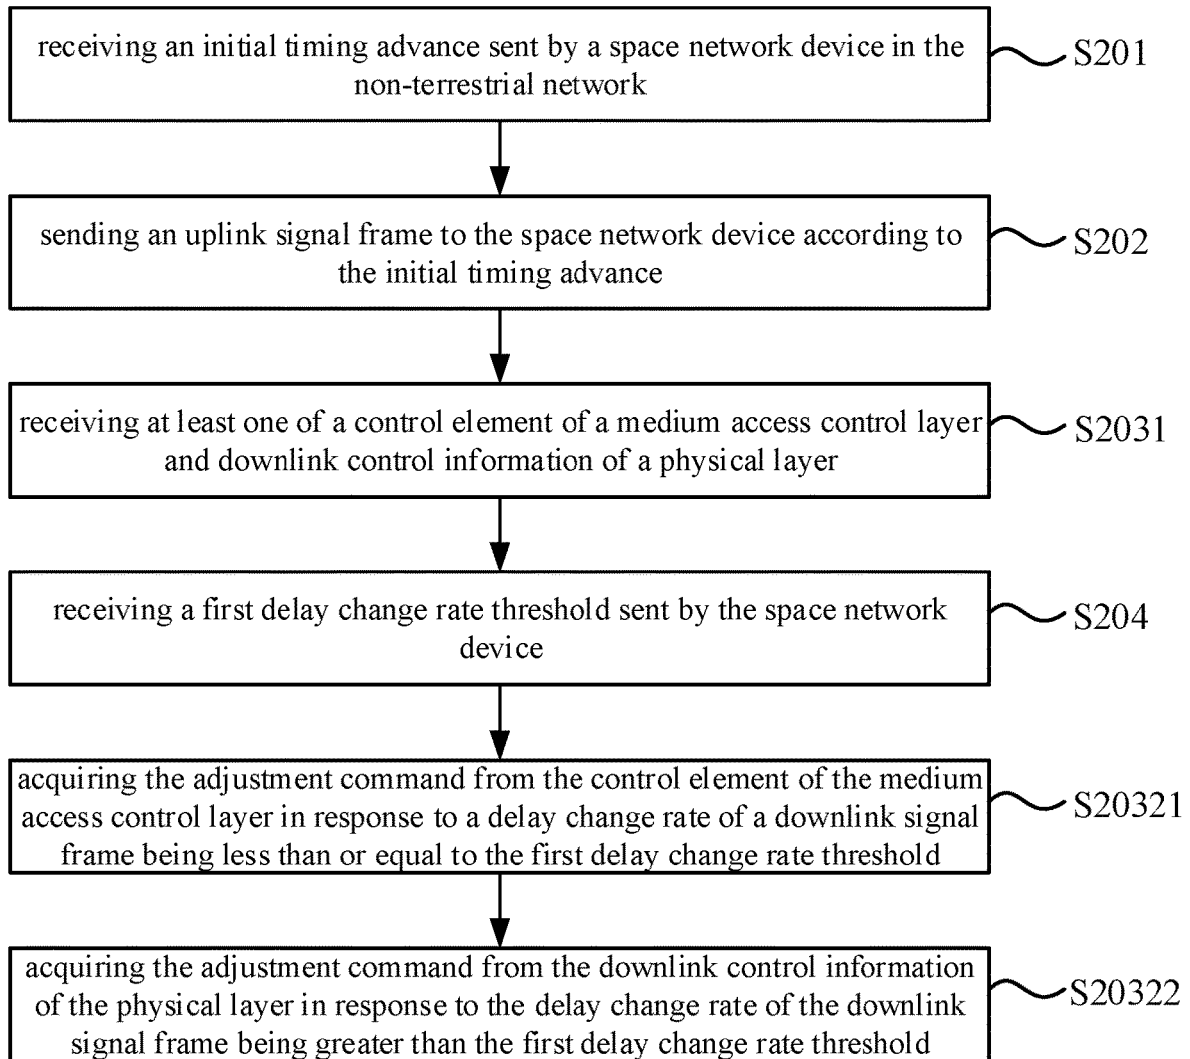 receiving an initial timing advance sent by a space network device in the
non-terrestrial network
S201
sending an uplink signal frame to the space network device according to
the initial timing advance
S202
receiving at least one of a control element of a medium access control layer
and downlink control information of a physical layer
S2031
receiving a first delay change rate threshold sent by the space network
device
S204
acquiring the adjustment command from the control element of the medium
access control layer in response to a delay change rate of a downlink signal
frame being less than or equal to the first delay change rate threshold
S20321
acquiring the adjustment command from the downlink control information
of the physical layer in response to the delay change rate of the downlink
signal frame being greater than the first delay change rate threshold
S20322